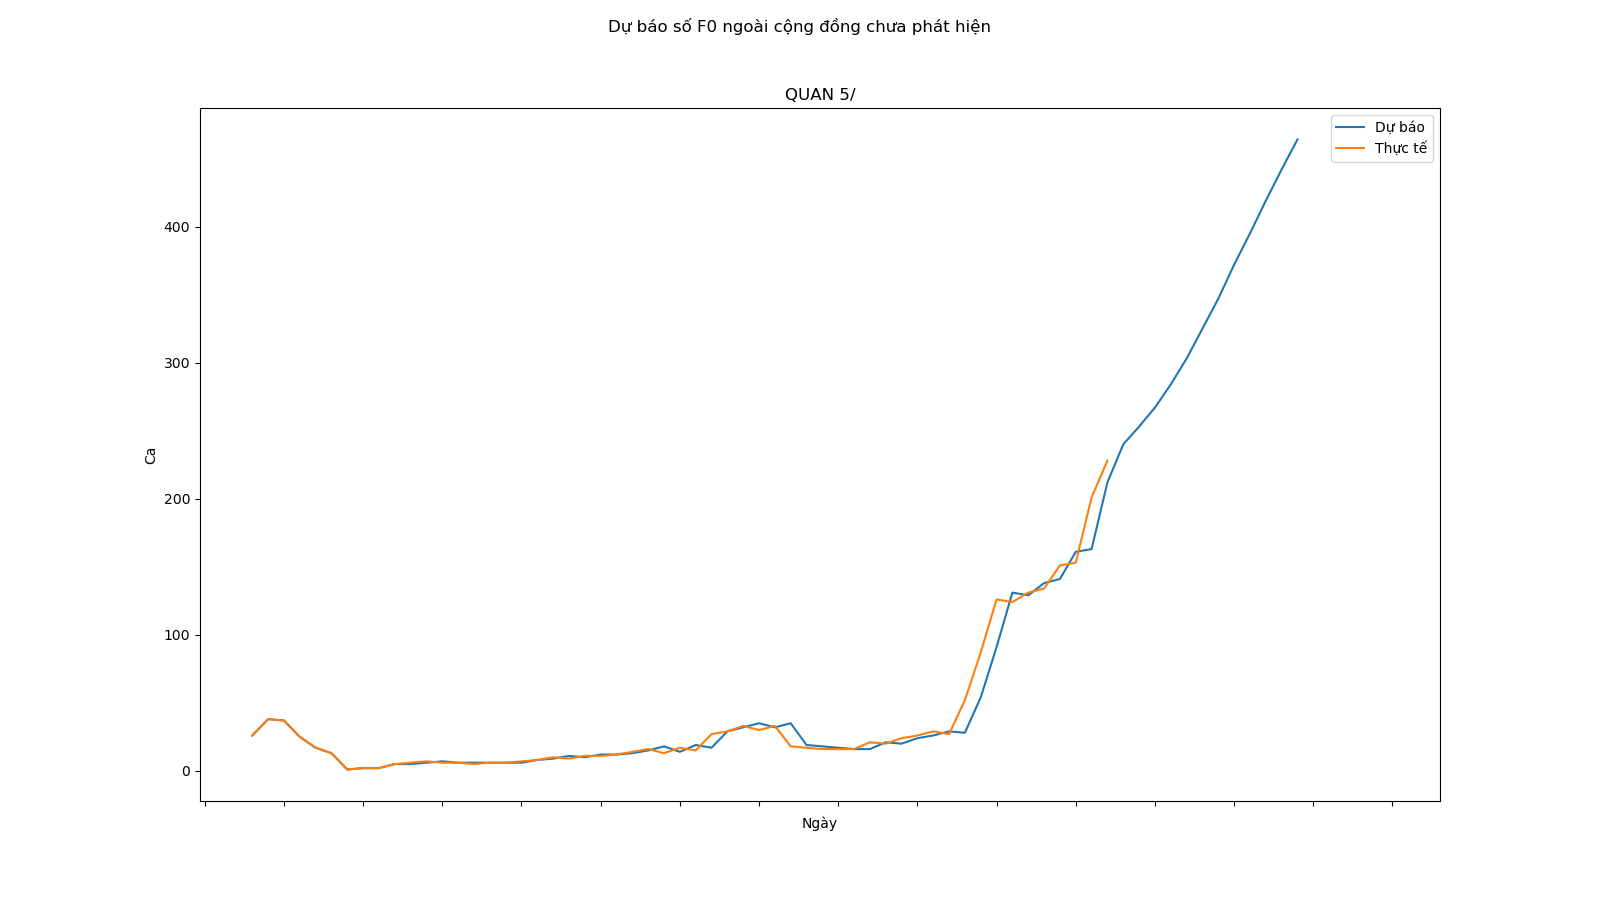 Dự báo số F0 ngoài cộng đồng chưa phát hiện
QUAN 5/
Dự báo
Thực tế
400
300
200
100
0
Ca
Ngày